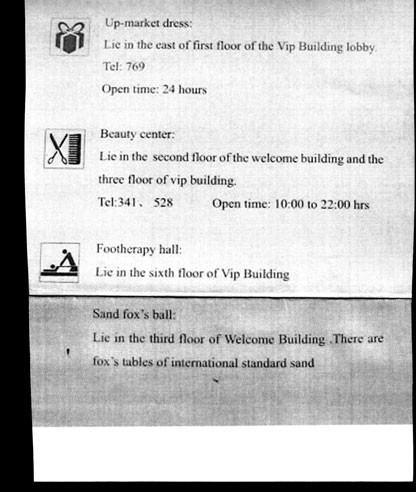 Up-market dress:
Lie in the east of first floor of the Vip Building lobby.
Tel: 769
Open time: 24 hours
Beauty center:
Lie in the second floor of the welcome building and the
three floor of vip building.
Tel:341、 528 Open time: 10:00 to 22:00 hrs
Footherapy hall:
Lie in the sixth floor of Vip Building
Sand fox's ball:
Lie in the third floor of Welcome Building .There are
fox's tables of international standard sand